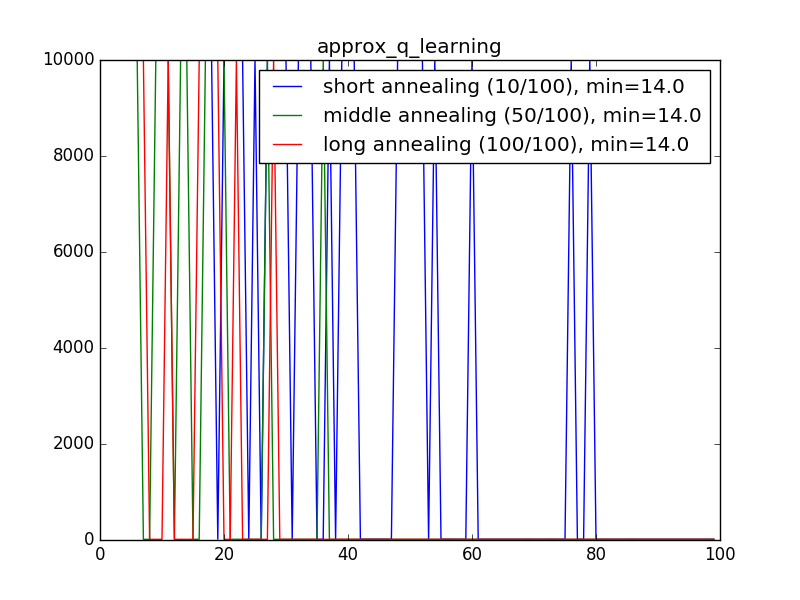 approx_q_learning
short annealing (10/100), min=14.0
middle annealing (50/100), min=14.0
long annealing (100/100), min=14.0
10000
8000
6000
4000
2000
0
0 20 40 60 80 100